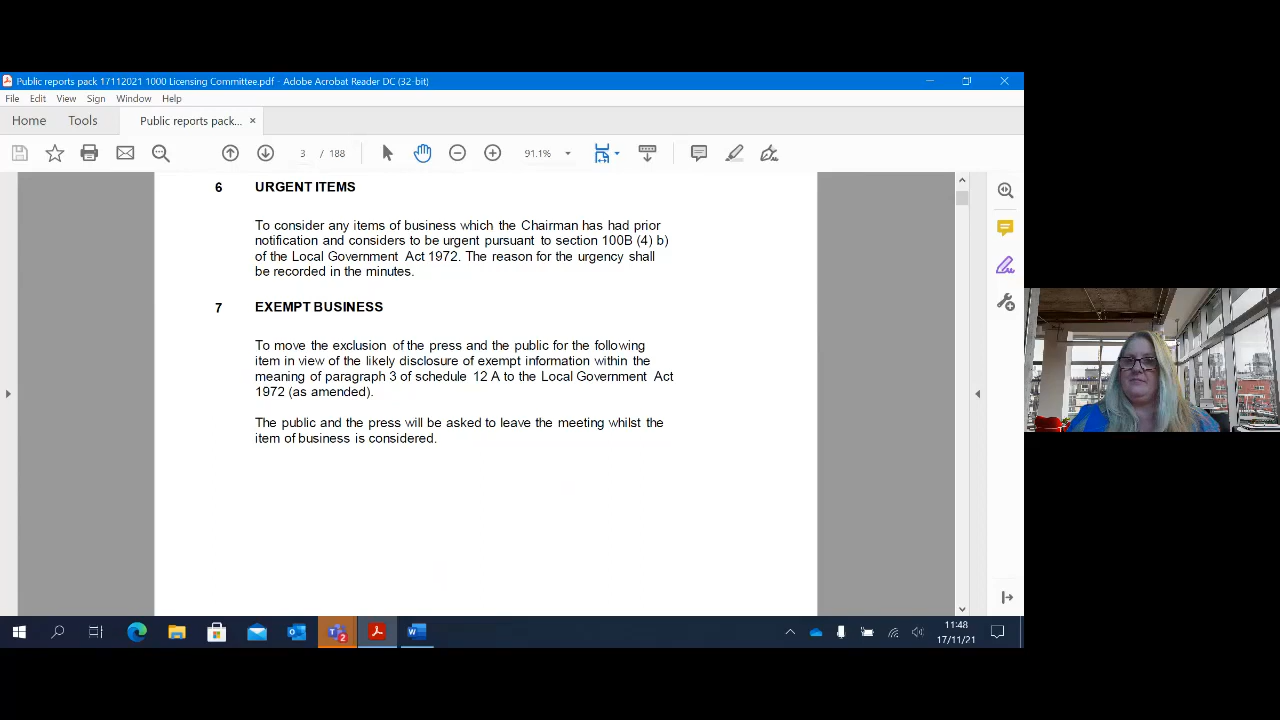 Public reports pack 17112021 1000 Licensing Committee.pdf - Adobe Acrobat Reader DC (32-bit)
File Edit View Sign Window Help
Home Tools Public reports pack... ×
3 / 188 91.1%
6 URGENT ITEMS
To consider any items of business which the Chairman has had prior
notification and considers to be urgent pursuant to section 100B (4) b)
of the Local Government Act 1972. The reason for the urgency shall
be recorded in the minutes.
7 EXEMPT BUSINESS
To move the exclusion of the press and the public for the following
item in view of the likely disclosure of exempt information within the
meaning of paragraph 3 of schedule 12 A to the Local Government Act
1972 (as amended).
The public and the press will be asked to leave the meeting whilst the
item of business is considered.
11:48
17/11/21